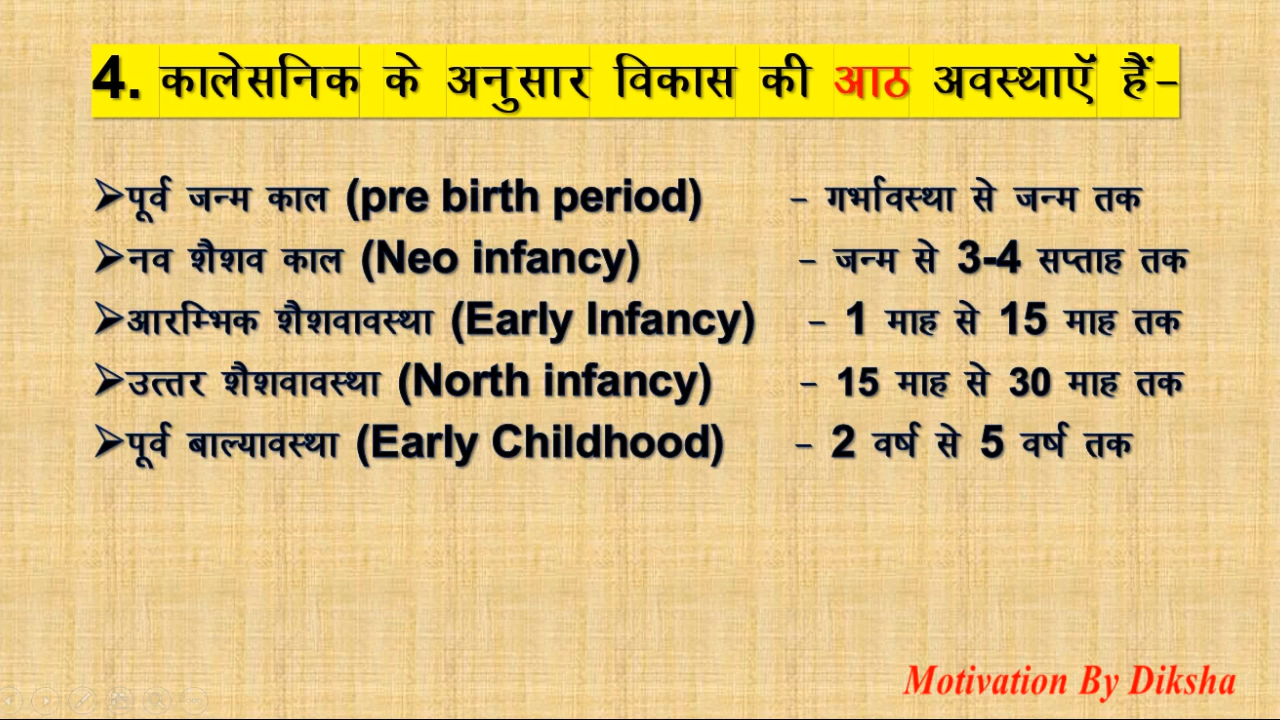 4. कालेसनिक के अनुसार विकास की आठ अवस्थाएॅ हैं-
➢पूर्व जन्म काल (pre birth period) - गर्भावस्था से जन्म तक
➢नव शैशव काल (Neo infancy) - जन्म से 3-4 सप्ताह तक
➢आरम्भिक शैशवावस्था (Early Infancy) - 1 माह से 15 माह तक
➢उत्तर शैशवावस्था (North infancy) - 15 माह से 30 माह तक
➢पूर्व बाल्यावस्था (Early Childhood) - 2 वर्ष से 5 वर्ष तक
Motivation By Diksha